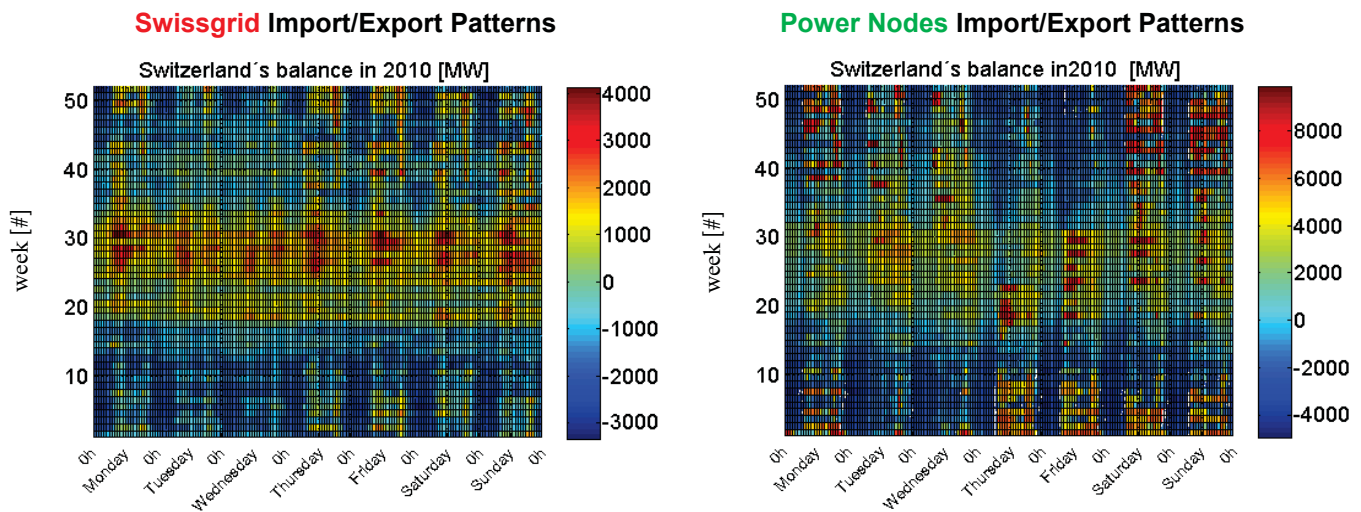 Swissgrid Import/Export Patterns
Switzerland´s balance in 2010 [MW]
week [#]
50
40
30
20
10
0h
Monday
0h
Tuesday
0h
Wednesday
0h
Thursday
0h
Friday
0h
Saturday
0h
Sunday
0h
4000
3000
2000
1000
0
-1000
-2000
-3000
Power Nodes Import/Export Patterns
Switzerland´s balance in2010 [MW]
week [#]
50
40
30
20
10
0h
Monday
0h
Tuesday
0h
Wednesday
0h
Thursday
0h
Friday
0h
Saturday
0h
Sunday
0h
8000
6000
4000
2000
0
-2000
-4000